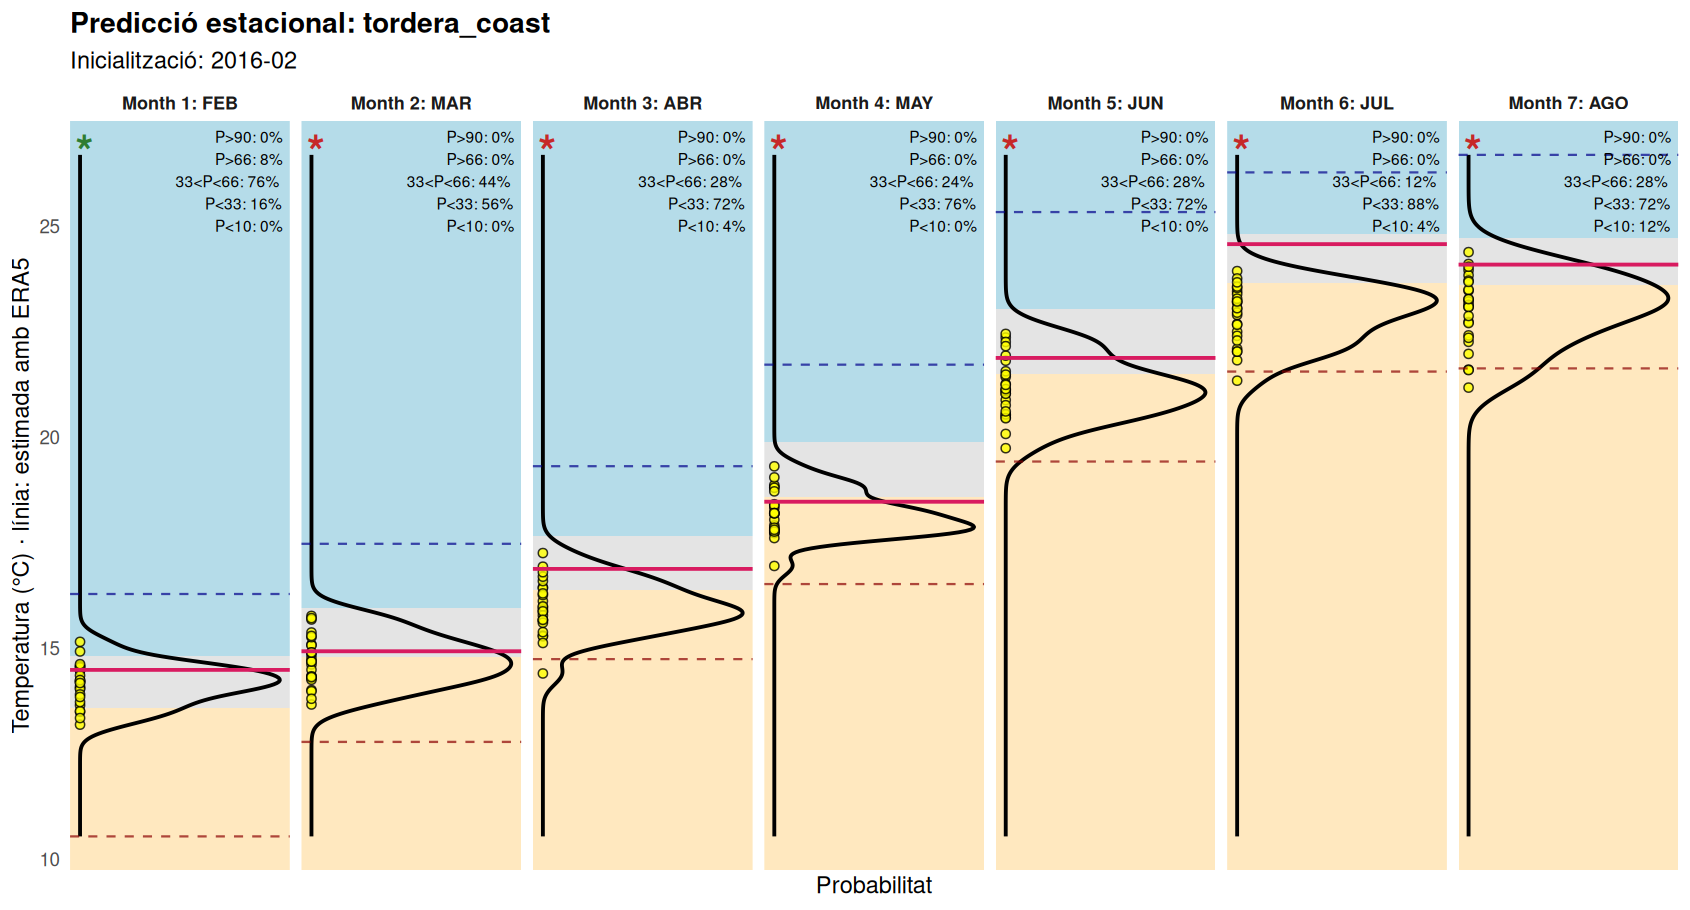 Predicció estacional: tordera_coast
Inicialització: 2016-02
Month 1: FEB
Month 2: MAR
Month 3: ABR
Month 4: MAY
Month 5: JUN
Month 6: JUL
Month 7: AGO
*
P>90: 0%
P>66: 8%
33<P<66: 76%
P<33: 16%
P<10: 0%
*
P>90: 0%
P>66: 0%
33<P<66: 44%
P<33: 56%
P<10: 0%
*
P>90: 0%
P>66: 0%
33<P<66: 28%
P<33: 72%
P<10: 4%
*
P>90: 0%
P>66: 0%
33<P<66: 24%
P<33: 76%
P<10: 0%
*
P>90: 0%
P>66: 0%
33<P<66: 28%
P<33: 72%
P<10: 0%
*
P>90: 0%
P>66: 0%
33<P<66: 12%
P<33: 88%
P<10: 4%
*
P>90: 0%
P>66: 0%
33<P<66: 28%
P<33: 72%
P<10: 12%
25
20
15
10
Temperatura (°C) · línia: estimada amb ERA5
Probabilitat